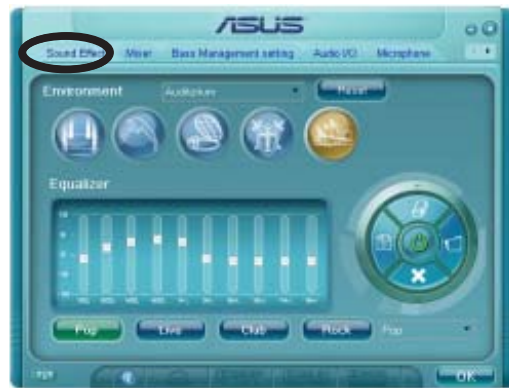 ASUS
Sound Effect Mixer Bass Management setting Audio I/O Microphone
Environment Auditorium Reset
Equalizer
Pop Live Club Rock Pop
OK